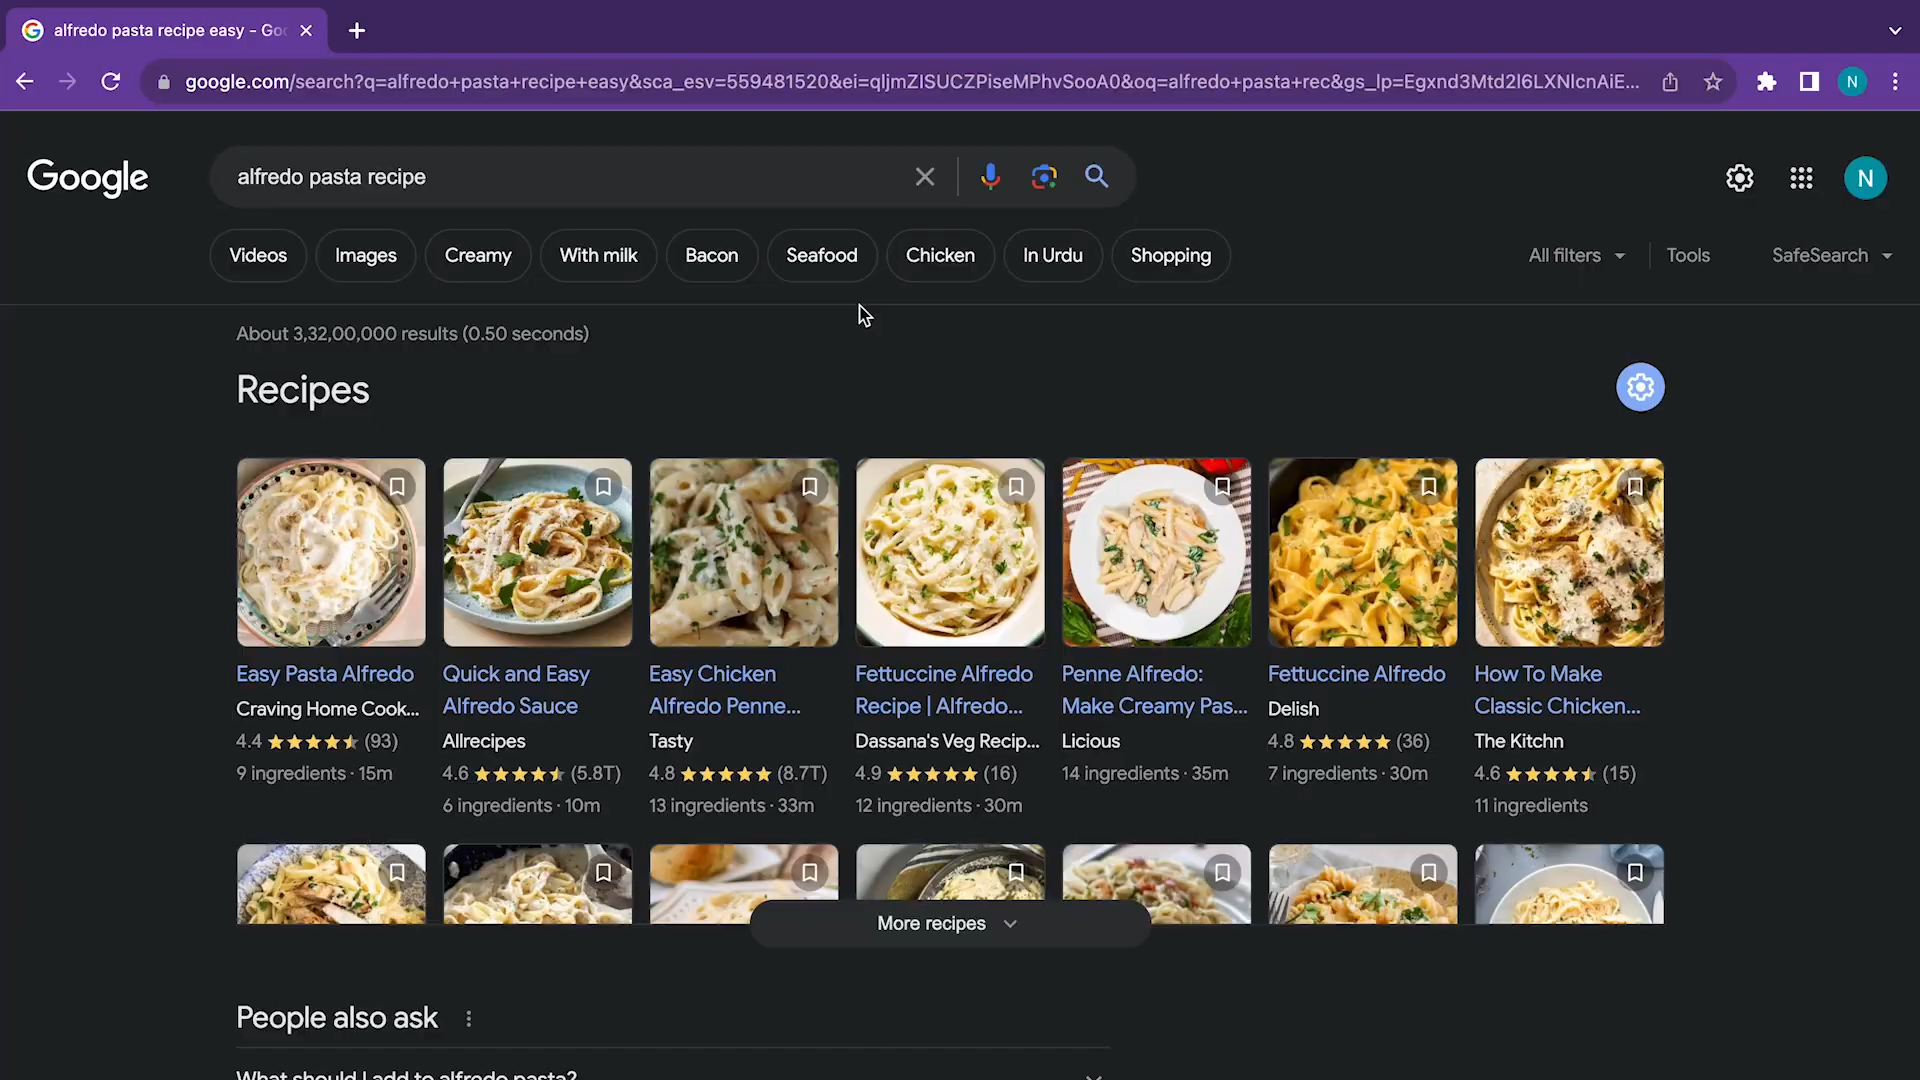 alfredo pasta recipe easy - Goo
google.com/search?q=alfredo+pasta+recipe+easy&sca_esv=559481520&ei=qljmZISUCZPiseMPhvSooA0&oq=alfredo+pasta+rec&gs_lp=Egxnd3Mtd2l6LXNlcnAiE...
N
Google
alfredo pasta recipe
N
Videos
Images
Creamy
With milk
Bacon
Seafood
Chicken
In Urdu
Shopping
All filters
Tools
SafeSearch
About 3,32,00,000 results (0.50 seconds)
Recipes
Easy Pasta Alfredo
Craving Home Cook...
4.4 (93)
9 ingredients · 15m
Quick and Easy
Alfredo Sauce
Allrecipes
4.6 (5.8T)
6 ingredients · 10m
Easy Chicken
Alfredo Penne...
Tasty
4.8 (8.7T)
13 ingredients · 33m
Fettuccine Alfredo
Recipe | Alfredo...
Dassana's Veg Recip...
4.9 (16)
12 ingredients · 30m
Penne Alfredo:
Make Creamy Pas...
Licious
14 ingredients · 35m
Fettuccine Alfredo
Delish
4.8 (36)
7 ingredients · 30m
How To Make
Classic Chicken...
The Kitchn
4.6 (15)
11 ingredients
More recipes
People also ask
What should I add to alfredo pasta?